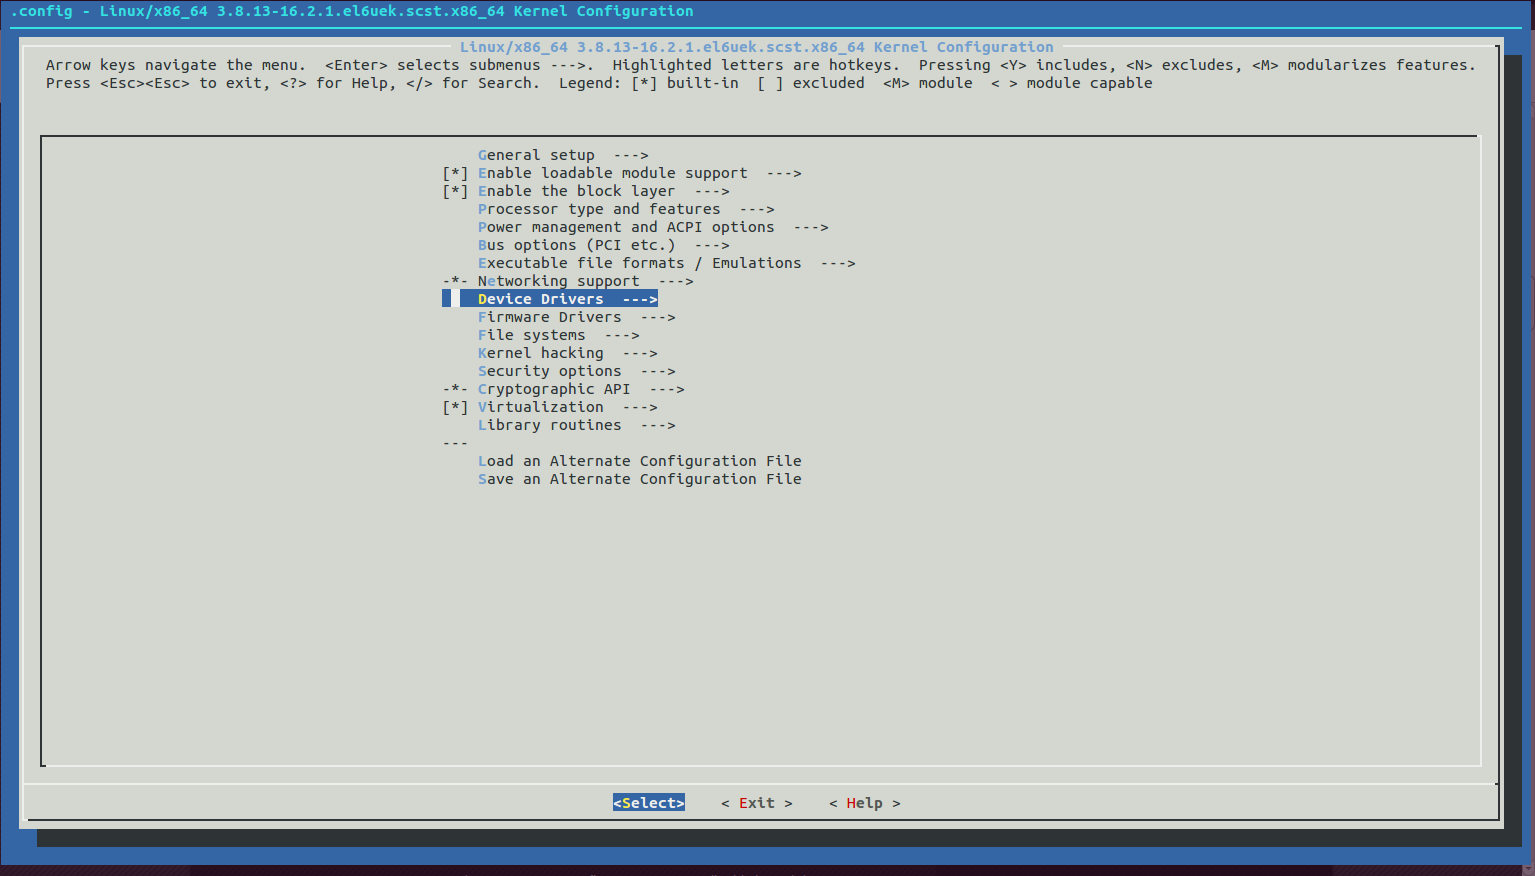 .config - Linux/x86_64 3.8.13-16.2.1.el6uek.scst.x86_64 Kernel Configuration
Linux/x86_64 3.8.13-16.2.1.el6uek.scst.x86_64 Kernel Configuration
Arrow keys navigate the menu.  <Enter> selects submenus --->.  Highlighted letters are hotkeys.  Pressing <Y> includes, <N> excludes, <M> modularizes features.
Press <Esc><Esc> to exit, <?> for Help, </> for Search.  Legend: [*] built-in  [ ] excluded  <M> module  < > module capable
General setup  --->
[*] Enable loadable module support  --->
[*] Enable the block layer  --->
Processor type and features  --->
Power management and ACPI options  --->
Bus options (PCI etc.)  --->
Executable file formats / Emulations  --->
-*- Networking support  --->
Device Drivers  --->
Firmware Drivers  --->
File systems  --->
Kernel hacking  --->
Security options  --->
-*- Cryptographic API  --->
[*] Virtualization  --->
Library routines  --->
---
Load an Alternate Configuration File
Save an Alternate Configuration File
<Select>    < Exit >    < Help >